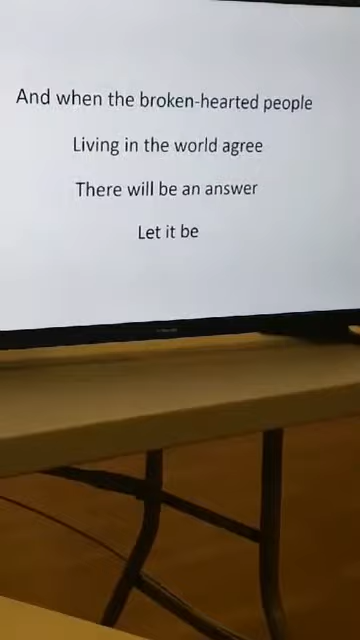 And when the broken-hearted people
Living in the world agree
There will be an answer
Let it be